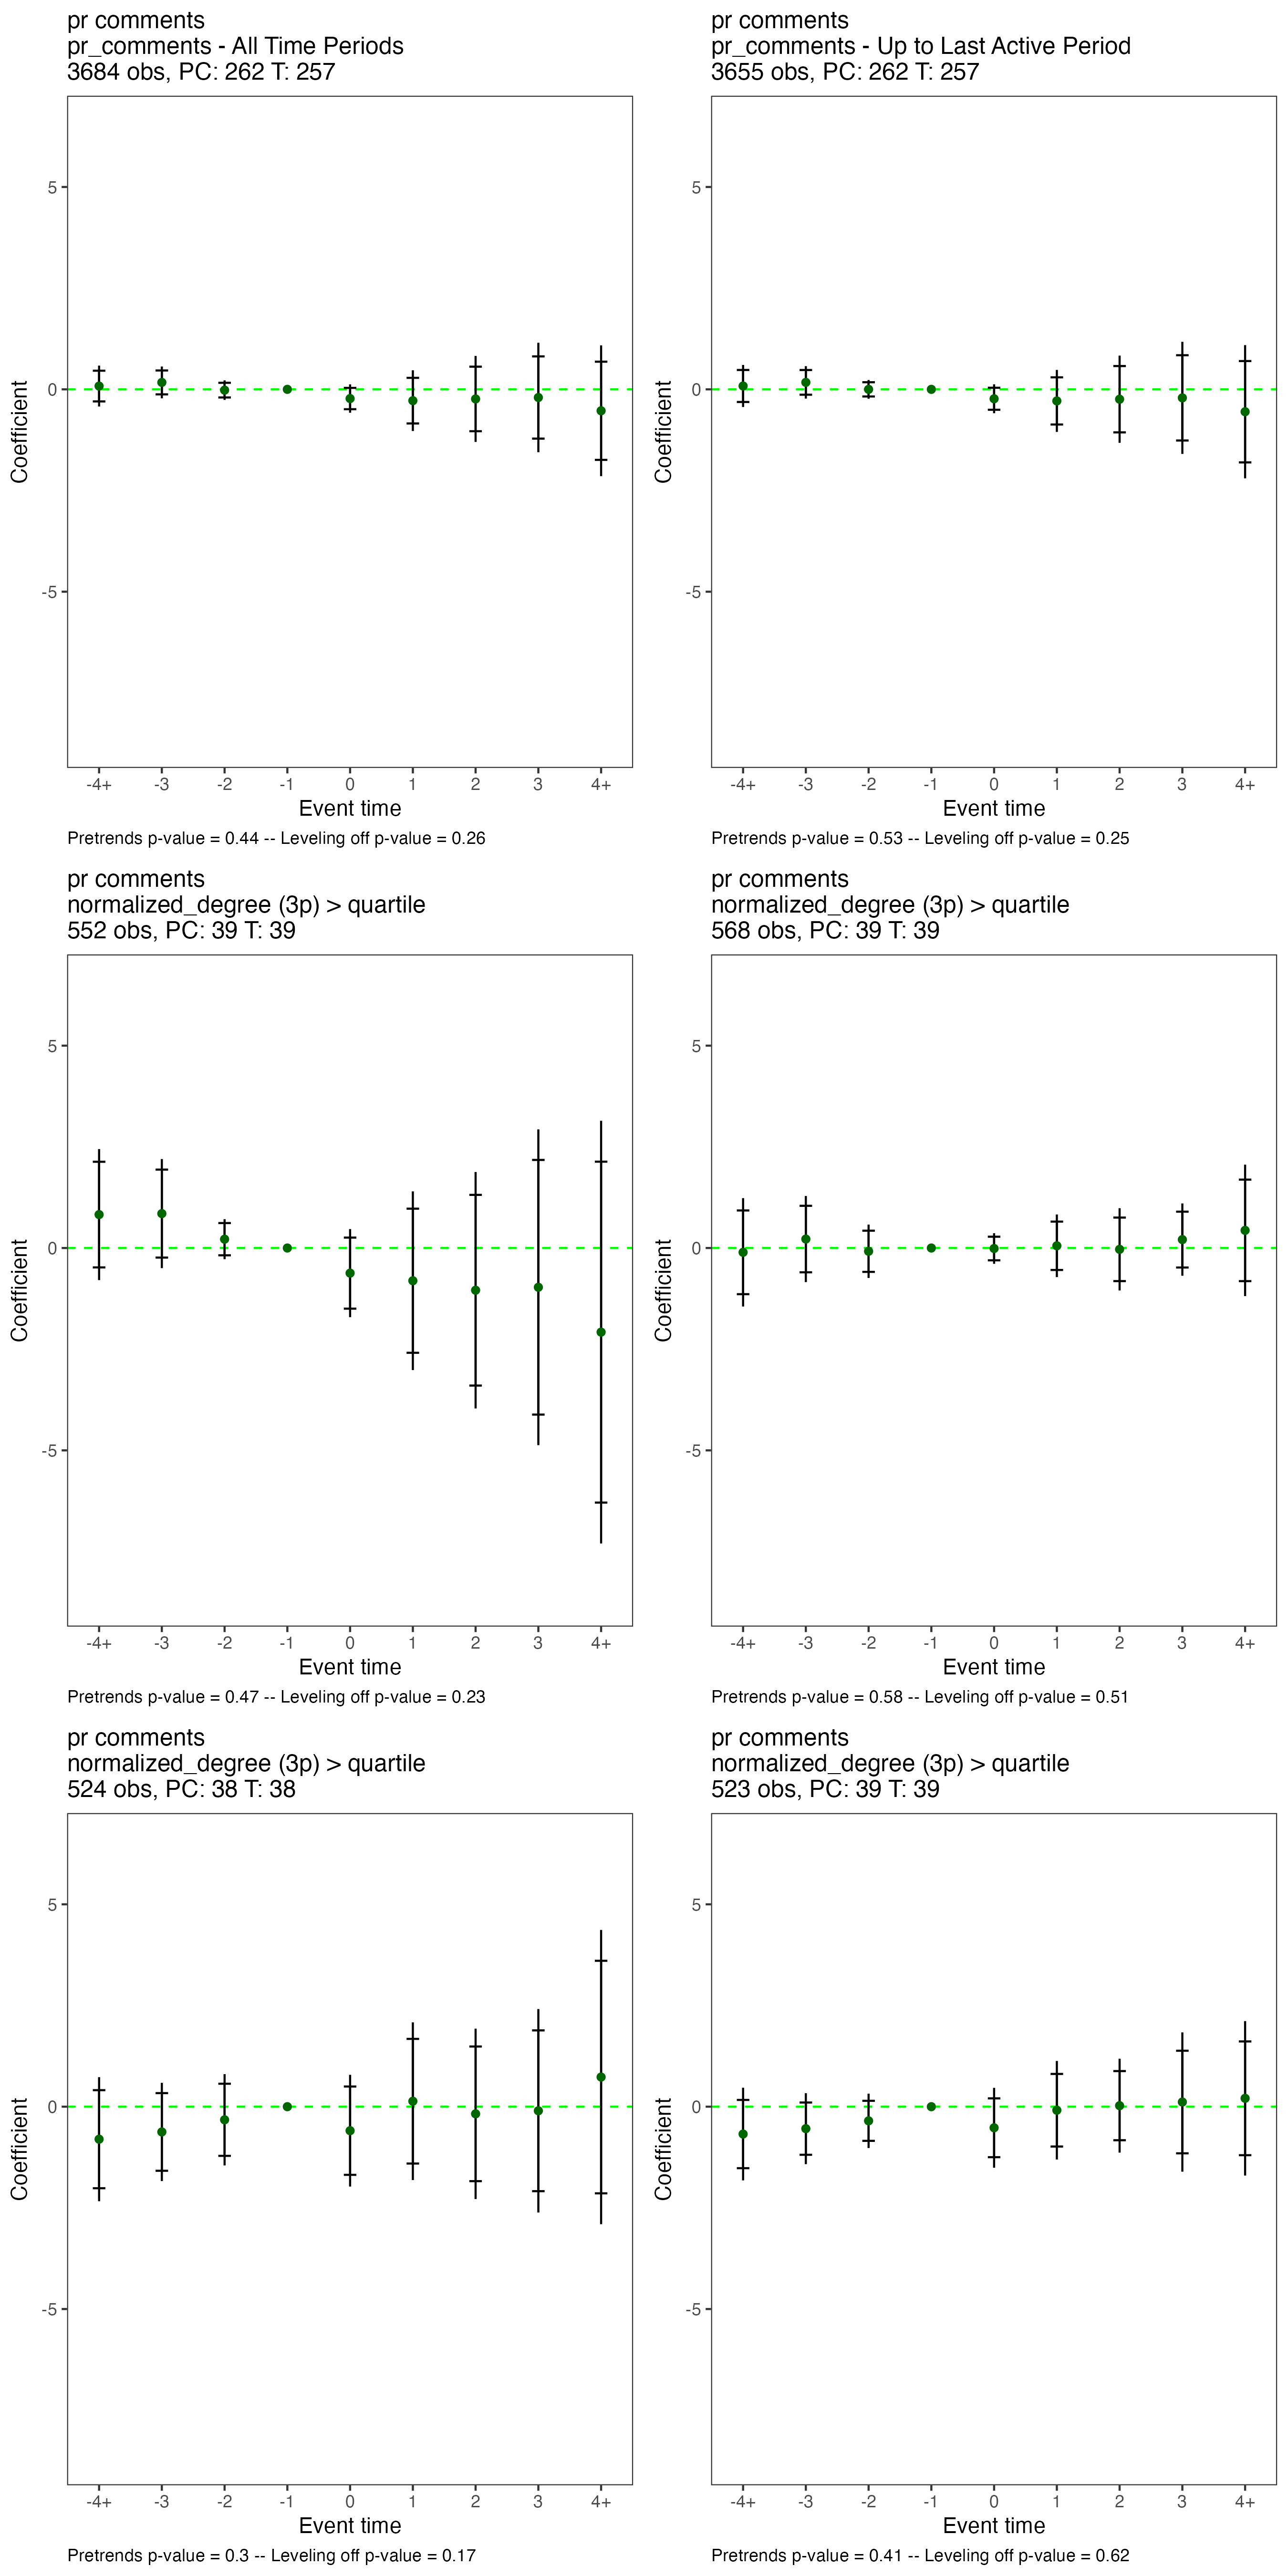 pr comments
pr_comments - All Time Periods
3684 obs, PC: 262 T: 257
5
0
-5
Coefficient
-4+ -3 -2 -1 0 1 2 3 4+
Event time
Pretrends p-value = 0.44 -- Leveling off p-value = 0.26
pr comments
pr_comments - Up to Last Active Period
3655 obs, PC: 262 T: 257
5
0
-5
Coefficient
-4+ -3 -2 -1 0 1 2 3 4+
Event time
Pretrends p-value = 0.53 -- Leveling off p-value = 0.25
pr comments
normalized_degree (3p) > quartile
552 obs, PC: 39 T: 39
5
0
-5
Coefficient
-4+ -3 -2 -1 0 1 2 3 4+
Event time
Pretrends p-value = 0.47 -- Leveling off p-value = 0.23
pr comments
normalized_degree (3p) > quartile
568 obs, PC: 39 T: 39
5
0
-5
Coefficient
-4+ -3 -2 -1 0 1 2 3 4+
Event time
Pretrends p-value = 0.58 -- Leveling off p-value = 0.51
pr comments
normalized_degree (3p) > quartile
524 obs, PC: 38 T: 38
5
0
-5
Coefficient
-4+ -3 -2 -1 0 1 2 3 4+
Event time
Pretrends p-value = 0.3 -- Leveling off p-value = 0.17
pr comments
normalized_degree (3p) > quartile
523 obs, PC: 39 T: 39
5
0
-5
Coefficient
-4+ -3 -2 -1 0 1 2 3 4+
Event time
Pretrends p-value = 0.41 -- Leveling off p-value = 0.62